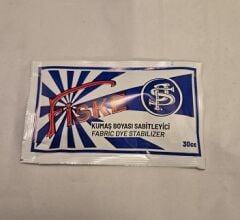 FISKE
KUMAŞ BOYASI SABİTLEYİCİ
FABRIC DYE STABILIZER
30cc